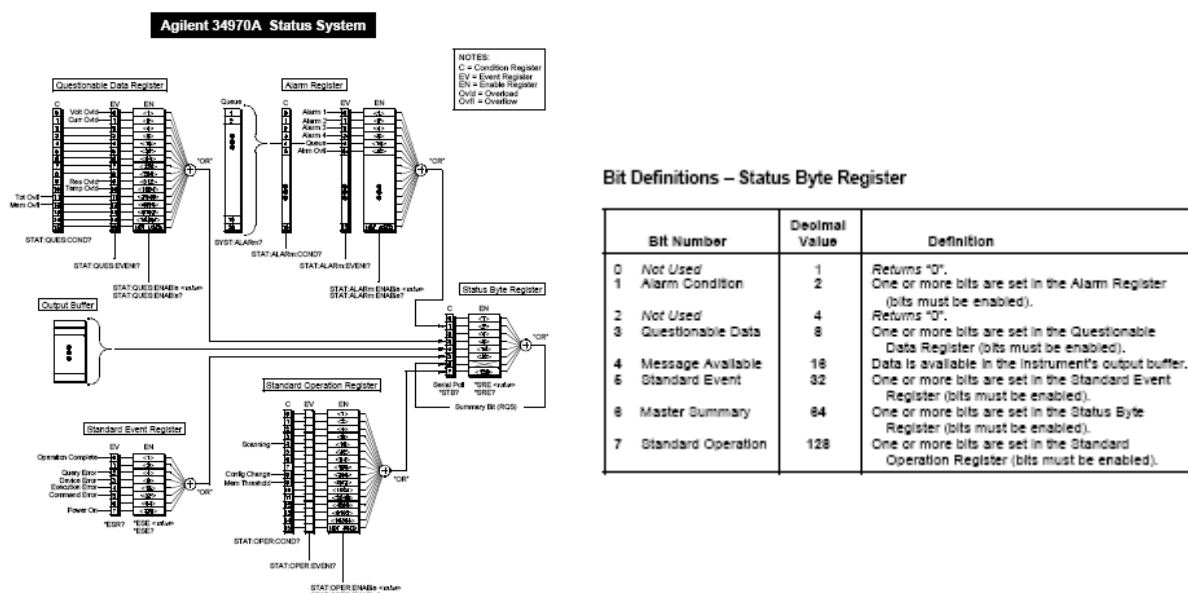 Agilent 34970A Status System
NOTES:
C = Condition Register
EV = Event Register
EN = Enable Register
Ovld = Overload
Ovfl = Overflow
Questionable Data Register
C EV EN
Volt Ovld
Curr Ovld
Res Ovld
Temp Ovld
Tot Ovfl
Mem Ovfl
"OR"
STAT:QUES:COND?
STAT:QUES:EVENt?
STAT:QUES:ENABle <value>
STAT:QUES:ENABle?
Queue
SYST:ALARm?
Alarm Register
C EV EN
Alarm 1
Alarm 2
Alarm 3
Alarm 4
Queue
Alrm Ovfl
"OR"
STAT:ALARm:COND?
STAT:ALARm:EVENt?
STAT:ALARm:ENABle <value>
STAT:ALARm:ENABle?
Output Buffer
Status Byte Register
C EN
"OR"
Serial Poll
*STB?
*SRE <value>
*SRE?
Summary Bit (RQS)
Standard Event Register
EV EN
Operation Complete
Query Error
Device Error
Execution Error
Command Error
Power On
"OR"
*ESR?
*ESE <value>
*ESE?
Standard Operation Register
C EV EN
Scanning
Config Change
Mem Threshold
"OR"
STAT:OPER:COND?
STAT:OPER:EVENt?
STAT:OPER:ENABle <value>
Bit Definitions – Status Byte Register
Bit Number Decimal Value Definition
0 Not Used 1 Returns "0".
1 Alarm Condition 2 One or more bits are set in the Alarm Register
(bits must be enabled).
2 Not Used 4 Returns "0".
3 Questionable Data 8 One or more bits are set in the Questionable
Data Register (bits must be enabled).
4 Message Available 16 Data is available in the instrument's output buffer.
5 Standard Event 32 One or more bits are set in the Standard Event
Register (bits must be enabled).
6 Master Summary 64 One or more bits are set in the Status Byte
Register (bits must be enabled).
7 Standard Operation 128 One or more bits are set in the Standard
Operation Register (bits must be enabled).